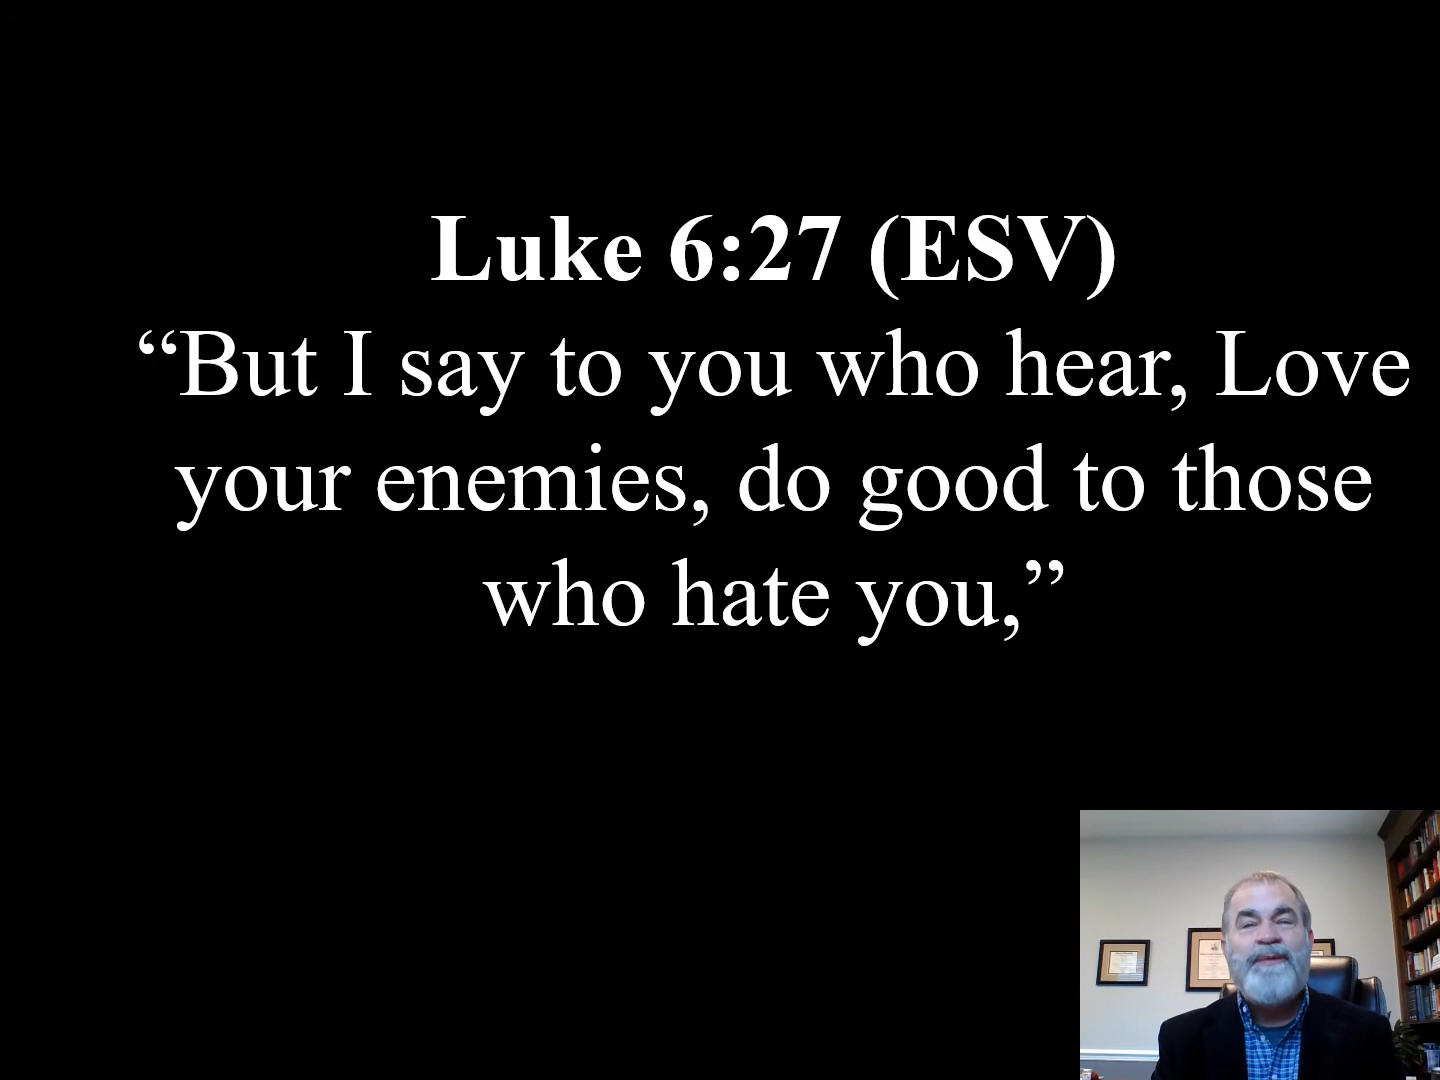 Luke 6:27 (ESV)
“But I say to you who hear, Love
your enemies, do good to those
who hate you,”